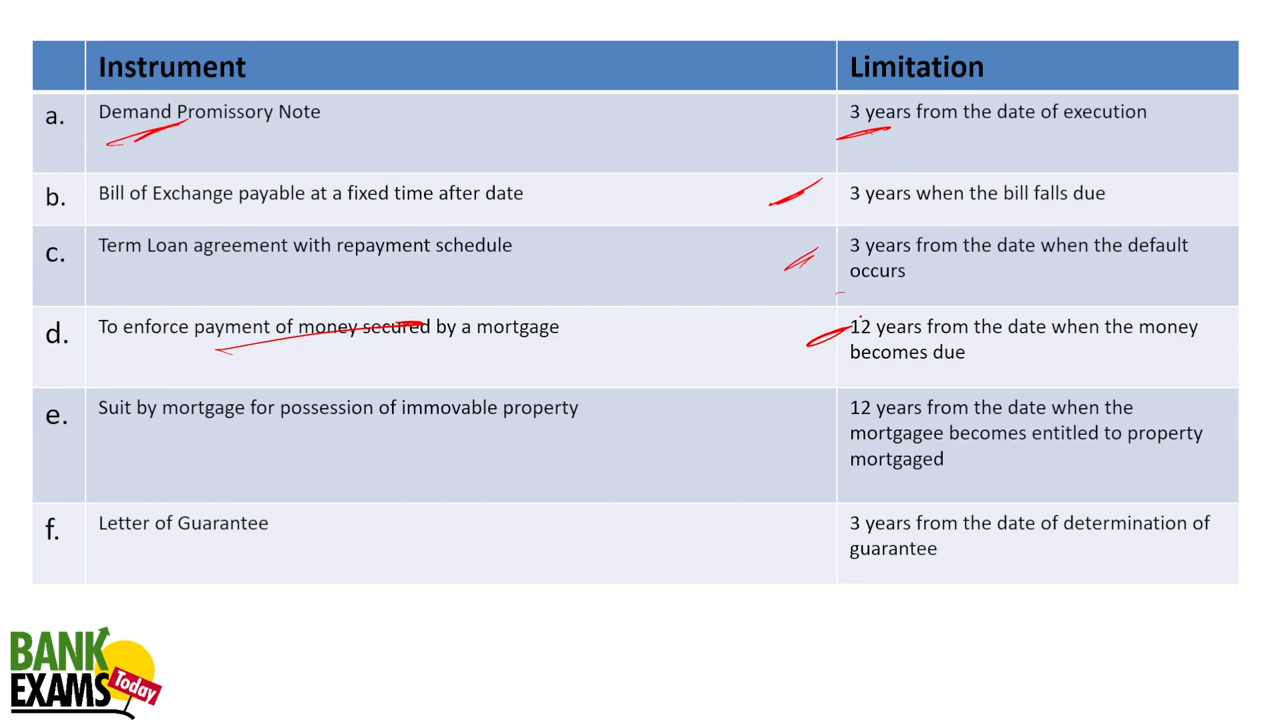 Instrument
Limitation
a.
Demand Promissory Note
3 years from the date of execution
b.
Bill of Exchange payable at a fixed time after date
3 years when the bill falls due
c.
Term Loan agreement with repayment schedule
3 years from the date when the default
occurs
d.
To enforce payment of money secured by a mortgage
12 years from the date when the money
becomes due
e.
Suit by mortgage for possession of immovable property
12 years from the date when the
mortgagee becomes entitled to property
mortgaged
f.
Letter of Guarantee
3 years from the date of determination of
guarantee
BANK
EXAMS
Today